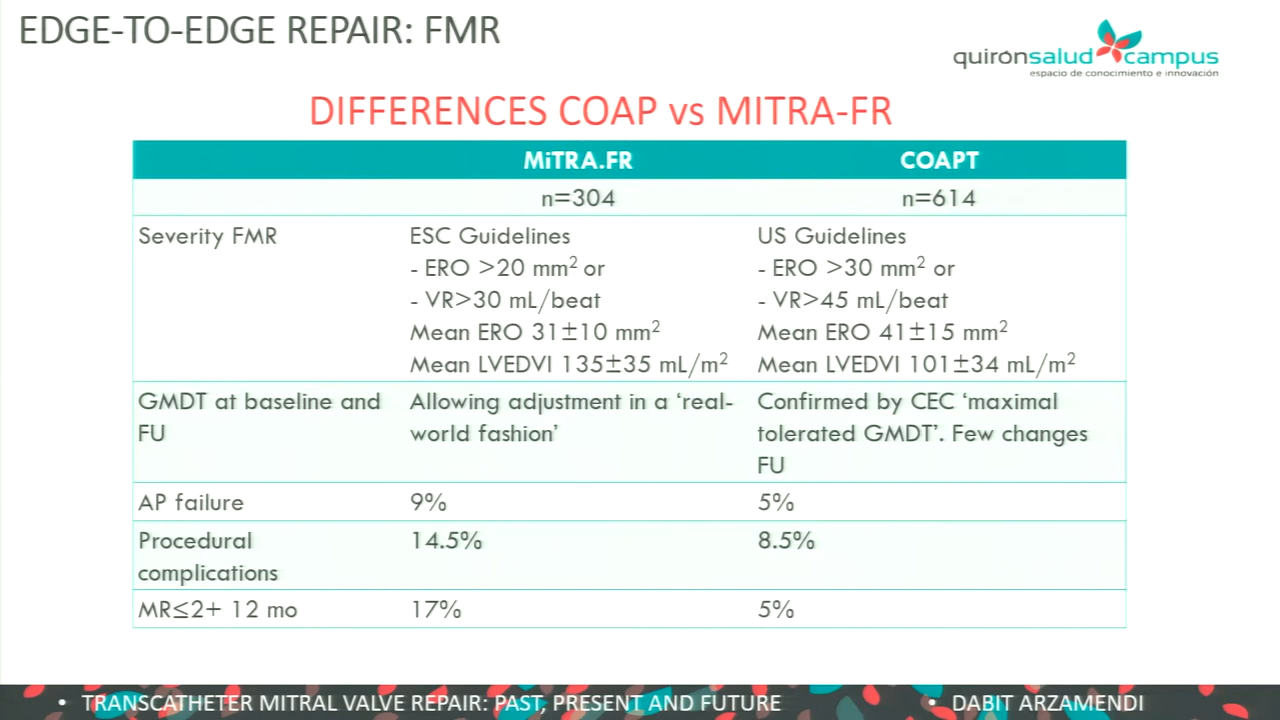 EDGE-TO-EDGE REPAIR: FMR
quirónsalud campus
espacio de conocimiento e innovación
DIFFERENCES COAP vs MITRA-FR
MiTRA.FR COAPT
n=304 n=614
Severity FMR ESC Guidelines US Guidelines
- ERO >20 mm² or - ERO >30 mm² or
- VR>30 mL/beat - VR>45 mL/beat
Mean ERO 31±10 mm² Mean ERO 41±15 mm²
Mean LVEDVI 135±35 mL/m² Mean LVEDVI 101±34 mL/m²
GMDT at baseline and Allowing adjustment in a ‘real- Confirmed by CEC ‘maximal
FU world fashion’ tolerated GMDT’. Few changes
FU
AP failure 9% 5%
Procedural 14.5% 8.5%
complications
MR≤2+ 12 mo 17% 5%
• TRANSCATHETER MITRAL VALVE REPAIR: PAST, PRESENT AND FUTURE • DABIT ARZAMENDI